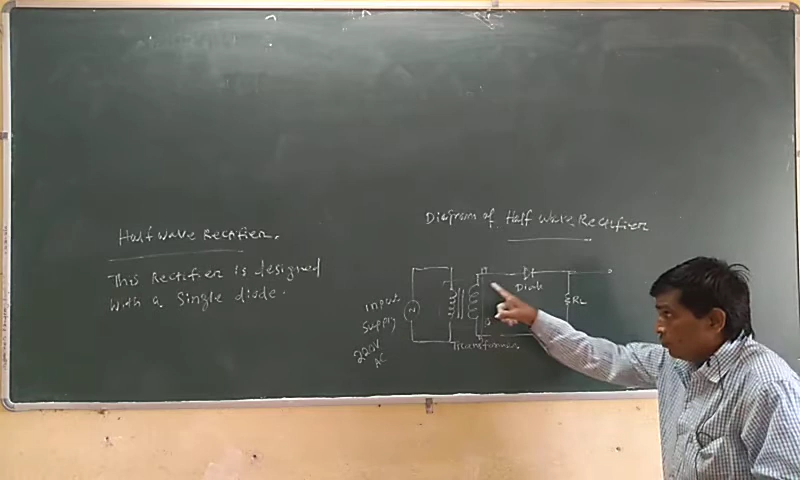 Half wave Rectifier.
This Rectifier is designed
with a single diode.
Diagram of Half wave Rectifier
Diode
RL
Input
Supply
220V
AC
Transformer